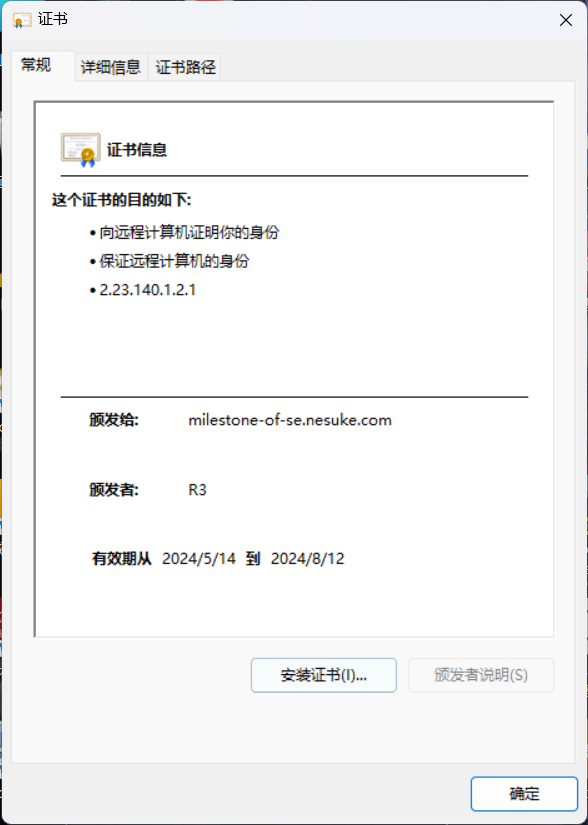 证书
常规
详细信息
证书路径
证书信息
这个证书的目的如下:
• 向远程计算机证明你的身份
• 保证远程计算机的身份
• 2.23.140.1.2.1
颁发给: milestone-of-se.nesuke.com
颁发者: R3
有效期从 2024/5/14 到 2024/8/12
安装证书(I)... 颁发者说明(S)
确定